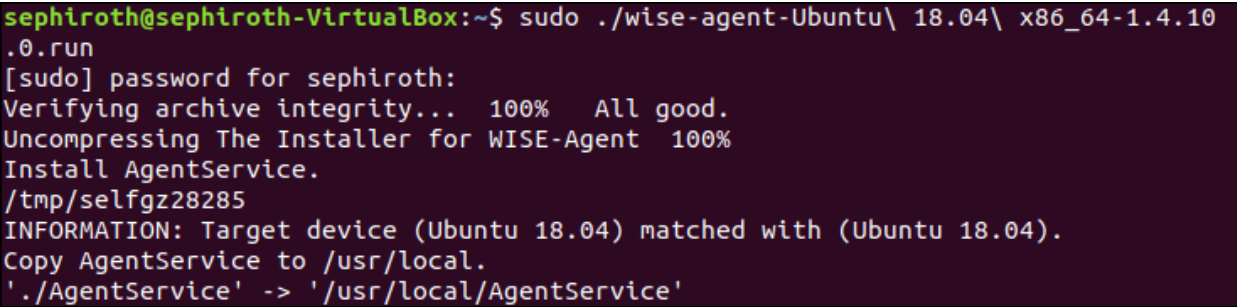 sephiroth@sephiroth-VirtualBox:~$ sudo ./wise-agent-Ubuntu\ 18.04\ x86_64-1.4.10
.0.run
[sudo] password for sephiroth:
Verifying archive integrity...  100%   All good.
Uncompressing The Installer for WISE-Agent  100%
Install AgentService.
/tmp/selfgz28285
INFORMATION: Target device (Ubuntu 18.04) matched with (Ubuntu 18.04).
Copy AgentService to /usr/local.
'./AgentService' -> '/usr/local/AgentService'